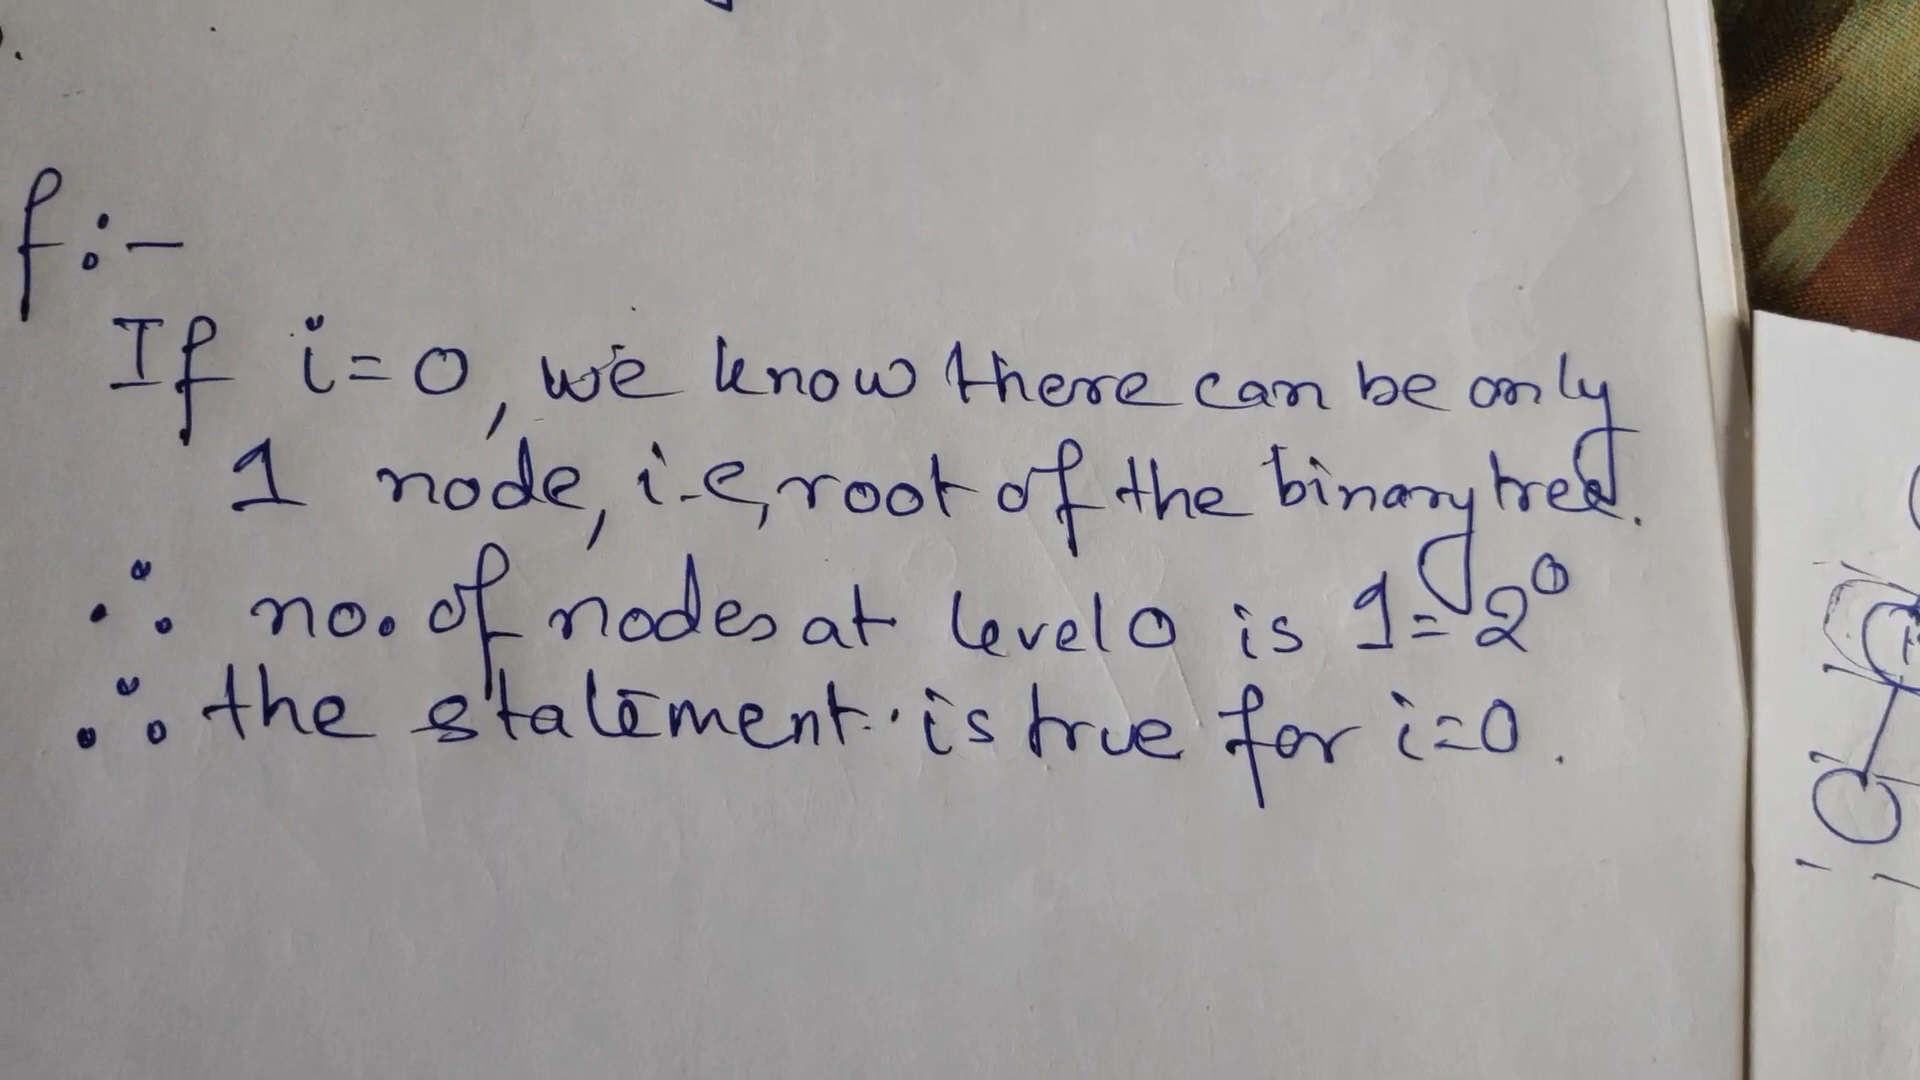 f:-
If i=0, we know there can be only
1 node, i.e, root of the binary tree.
∴ no. of nodes at level 0 is 1=2⁰
∴ the statement is true for i=0.